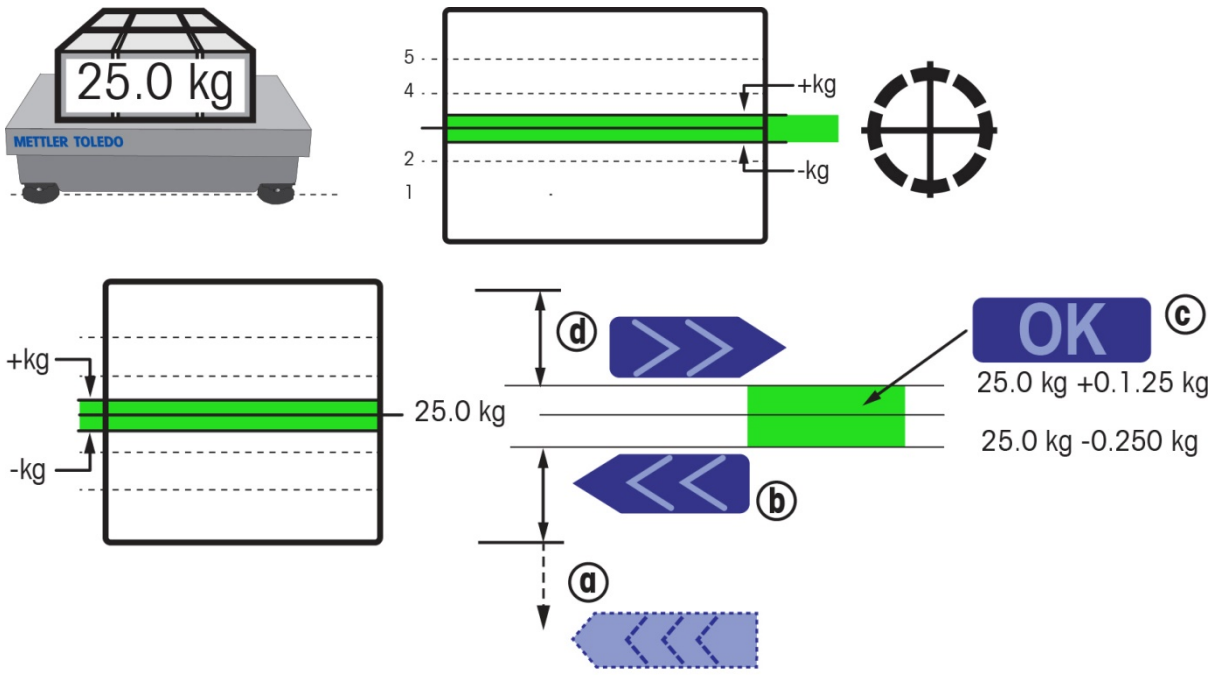 25.0 kg
METTLER TOLEDO
5
4
2
1
+kg
-kg
+kg
-kg
25.0 kg
d
OK
c
25.0 kg +0.1.25 kg
25.0 kg -0.250 kg
b
a